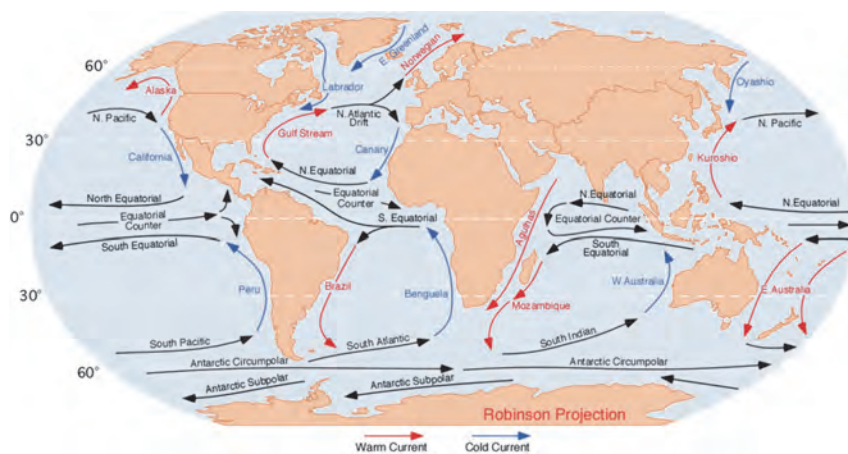 60°
30°
0°
30°
60°
Alaska
N. Pacific
California
Labrador
E. Greenland
Norwegian
N. Atlantic
Drift
Gulf Stream
Canary
N. Equatorial
Equatorial
Counter
S. Equatorial
North Equatorial
Equatorial
Counter
South Equatorial
Peru
Brazil
Benguela
Agulhas
Mozambique
N. Equatorial
Equatorial Counter
South
Equatorial
W. Australia
Oyashio
N. Pacific
Kuroshio
N. Equatorial
E. Australia
South Pacific
South Atlantic
South Indian
Antarctic Circumpolar
Antarctic Circumpolar
Antarctic Subpolar
Antarctic Subpolar
Robinson Projection
Warm Current
Cold Current